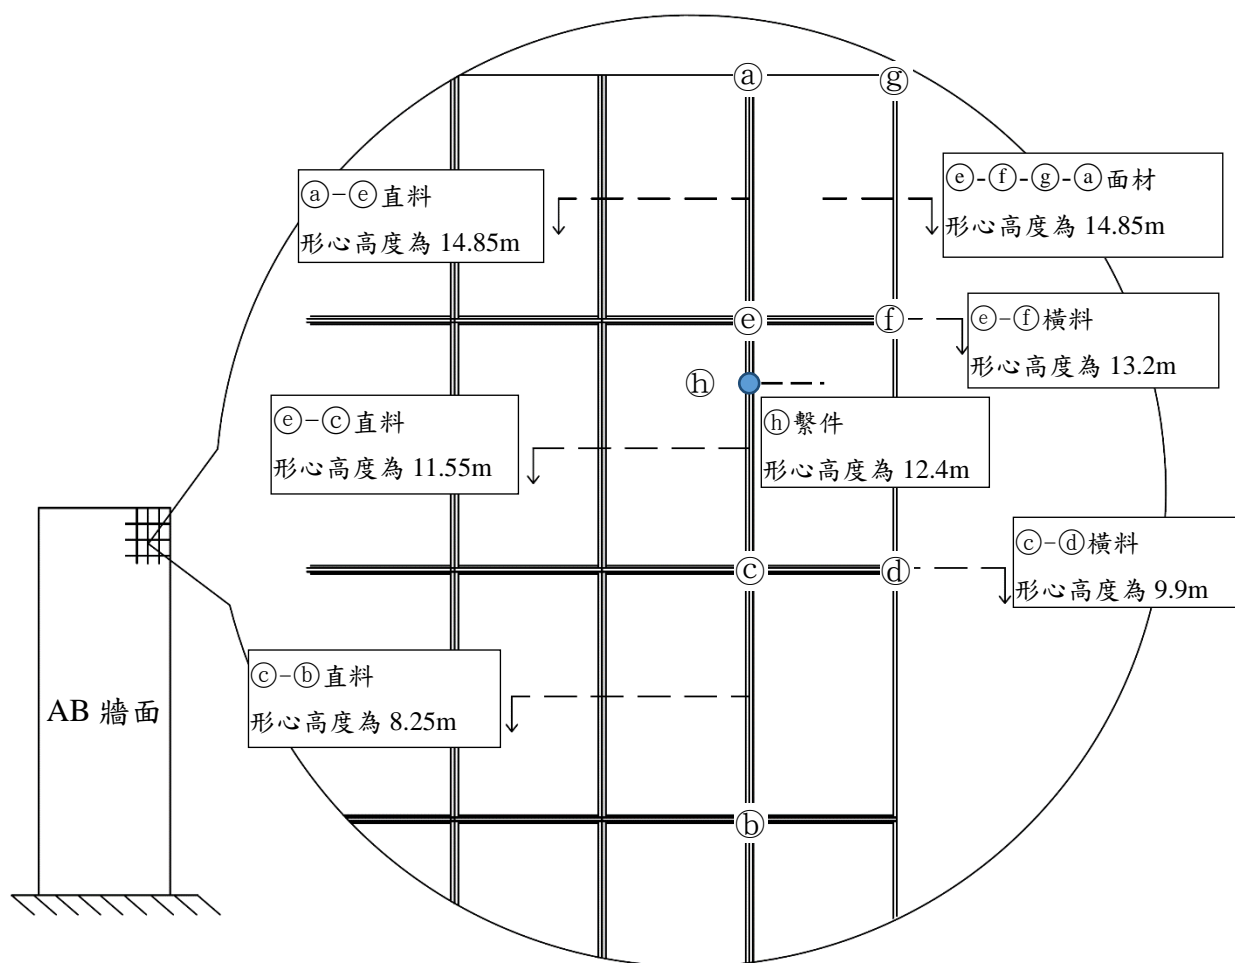 ⓐ
ⓖ
ⓐ-ⓔ直料
形心高度為 14.85m
ⓔ-ⓕ-ⓖ-ⓐ面材
形心高度為 14.85m
ⓔ
ⓕ
ⓔ-ⓕ橫料
形心高度為 13.2m
ⓗ
ⓔ-ⓒ直料
形心高度為 11.55m
ⓗ繫件
形心高度為 12.4m
ⓒ
ⓓ
ⓒ-ⓓ橫料
形心高度為 9.9m
ⓒ-ⓑ直料
形心高度為 8.25m
AB 牆面
ⓑ